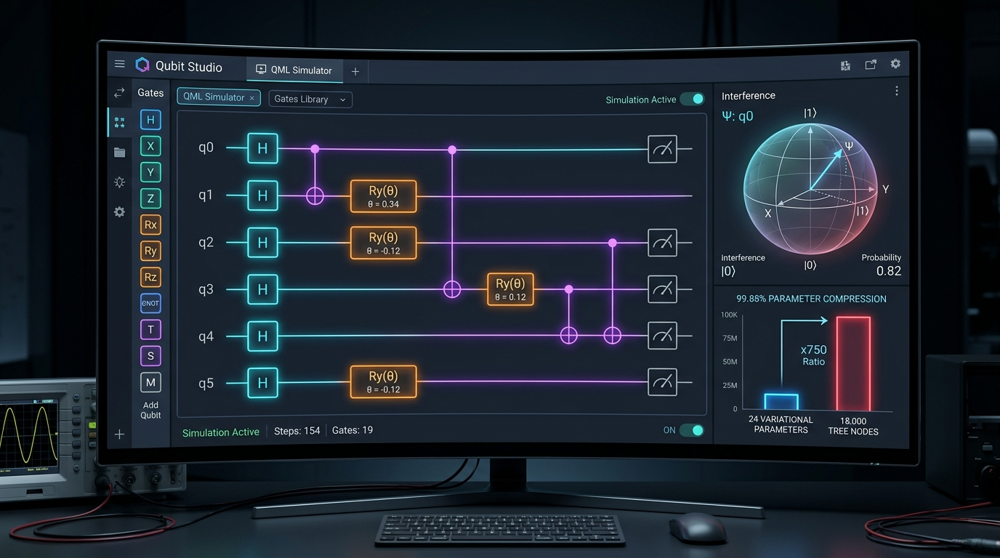 Qubit Studio
QML Simulator
+
Gates
QML Simulator ×
Gates Library
Simulation Active
H
X
Y
Z
Rx
Ry
Rz
CNOT
T
S
M
Add
Qubit
+
q0
H
q1
H
Ry(θ)
θ = 0.34
q2
H
Ry(θ)
θ = -0.12
q3
H
Ry(θ)
θ = 0.12
q4
H
q5
H
Ry(θ)
θ = -0.12
Simulation Active
Steps: 154
Gates: 19
ON
Interference
Ψ: q0
|1⟩
Ψ
Y
X
|1⟩
|0⟩
Interference
|0⟩
Probability
0.82
99.88% PARAMETER COMPRESSION
100K
75M
50M
25M
0
x750
Ratio
24 VARIATIONAL
PARAMETERS
18,000
TREE NODES